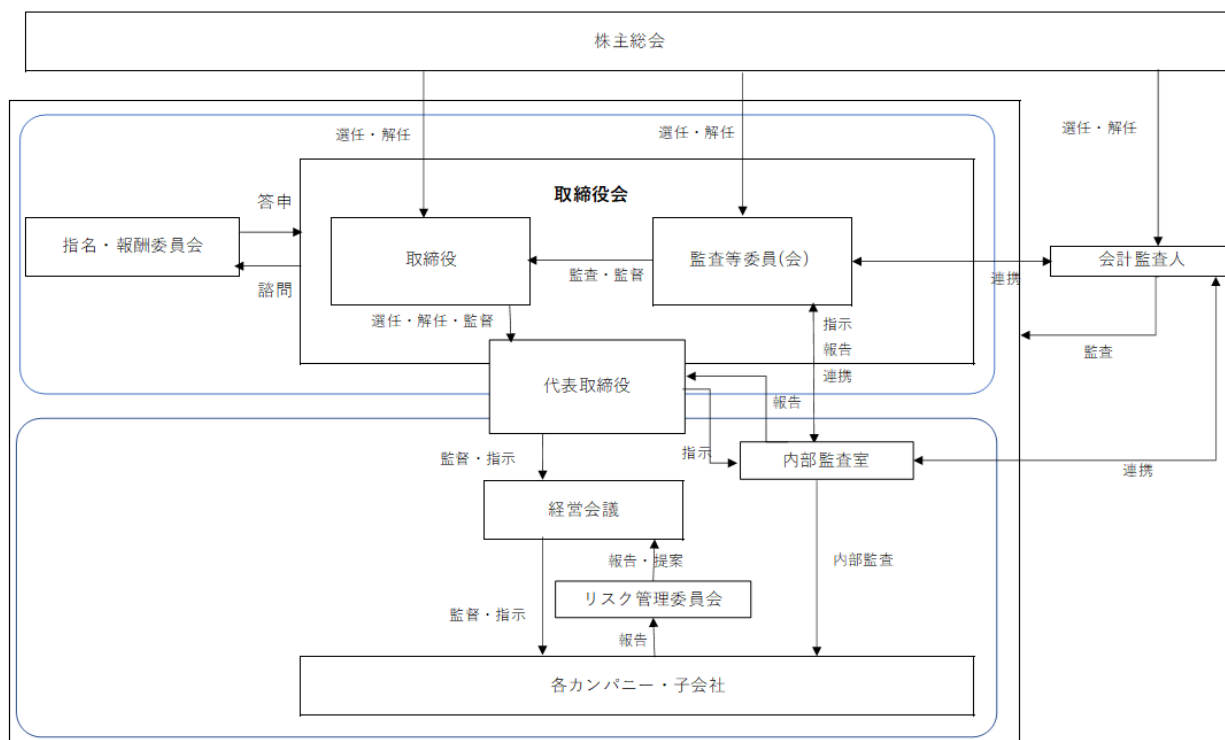 株主総会
選任・解任
選任・解任
選任・解任
取締役会
答申
指名・報酬委員会
諮問
取締役
監査・監督
監査等委員(会)
連携
会計監査人
選任・解任・監督
指示
報告
連携
監査
代表取締役
報告
監督・指示
指示
内部監査室
連携
経営会議
報告・提案
内部監査
リスク管理委員会
監督・指示
報告
各カンパニー・子会社